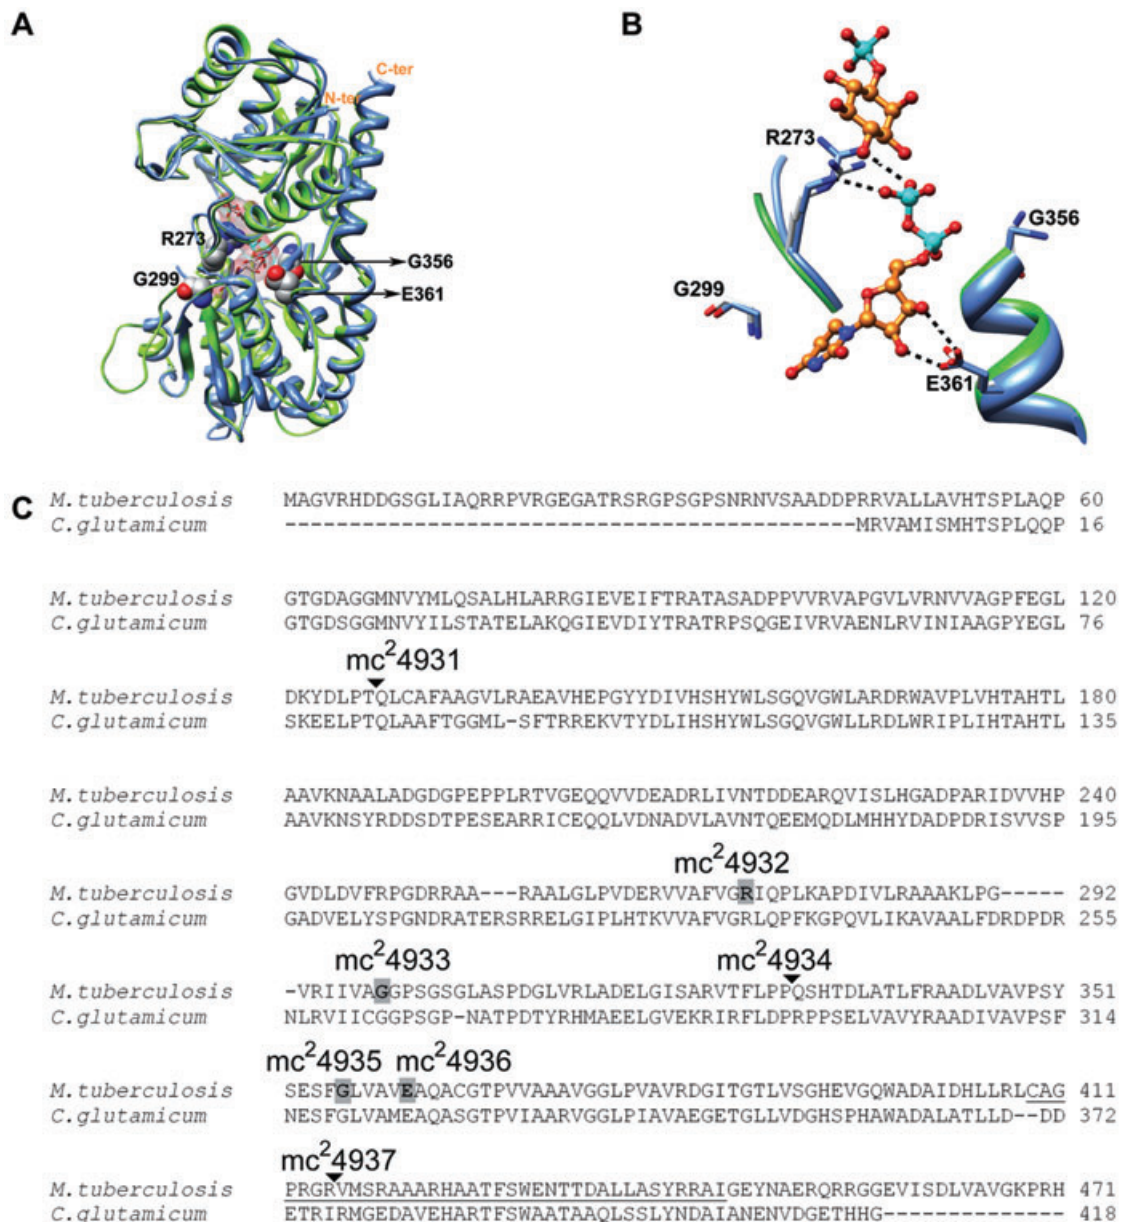 A
B
C-ter
N-ter
R273
G299
G356
E361
R273
G356
G299
E361
C
M.tuberculosis MAGVRHDDGSGLIAQRRPVRGEGATRSRGPSGPSNRNVSAADDPRRVALLAVHTSPLAQP 60
C.glutamicum --------------------------------------------MRVAMISMHTSPLQQP 16
M.tuberculosis GTGDAGGMNVYMLQSALHLARRGIEVEIFTRATASADPPVVRVAPGVLVRNVVAGPFEGL 120
C.glutamicum GTGDSGGMNVYILSTATELAKQGIEVDIYTRATRPSQGEIVRVAENLRVINIAAGPYEGL 76
mc²4931
M.tuberculosis DKYDLPTQLCAFAAGVLRAEAVHEPGYYDIVHSHYWLSGQVGWLARDRWAVPLVHTAHTL 180
C.glutamicum SKEELPTQLAAFTGGML-SFTRREKVTYDLIHSHYWLSGQVGWLLRDLWRIPLIHTAHTL 135
M.tuberculosis AAVKNAALADGDGPEPPLRTVGEQQVVDEADRLIVNTDDEARQVISLHGADPARIDVVHP 240
C.glutamicum AAVKNSYRDDSDTPESEARRICEQQLVDNADVLAVNTQEEMQDLMHHYDADPDRISVVSP 195
mc²4932
M.tuberculosis GVDLDVFRPGDRRAA---RAALGLPVDERVVAFVGRIQPLKAPDIVLRAAAKLPG----- 292
C.glutamicum GADVELYSPGNDRATERSRRELGIPLHTKVVAFVGRLQPFKGPQVLIKAVAALFDRDPDR 255
mc²4933 mc²4934
M.tuberculosis -VRIIVAGGPSGSGLASPDGLVRLADELGISARVTFLPPQSHTDLATLFRAADLVAVPSY 351
C.glutamicum NLRVIICGGPSGP-NATPDTYRHMAEELGVEKRIRFLDPRPPSELVAVYRAADIVAVPSF 314
mc²4935 mc²4936
M.tuberculosis SESFGLVAVEAQACGTPVVAAAVGGLPVAVRDGITGTLVSGHEVGQWADAIDHLLRLCAG 411
C.glutamicum NESFGLVAMEAQASGTPVIAARVGGLPIAVAEGETGLLVDGHSPHAWADALATLLD--DD 372
mc²4937
M.tuberculosis PRGRVMSRAAARHAATFSWENTTDALLASYRRAIGEYNAERQRRGGEVISDLVAVGKPRH 471
C.glutamicum ETRIRMGEDAVEHARTFSWAATAAQLSSLYNDAIANENVDGETHHG-------------- 418